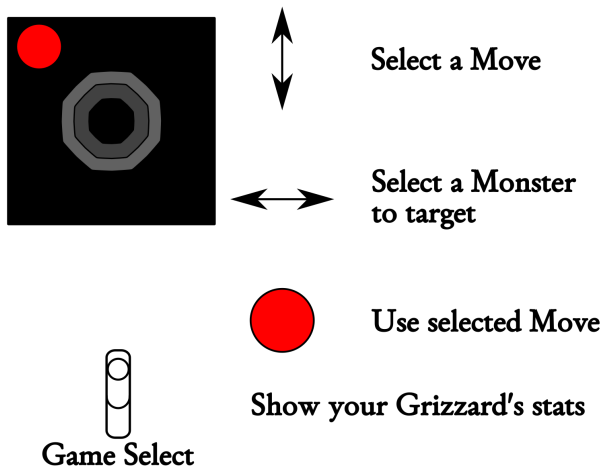 Select a Move
Select a Monster
to target
Use selected Move
Show your Grizzard's stats
Game Select